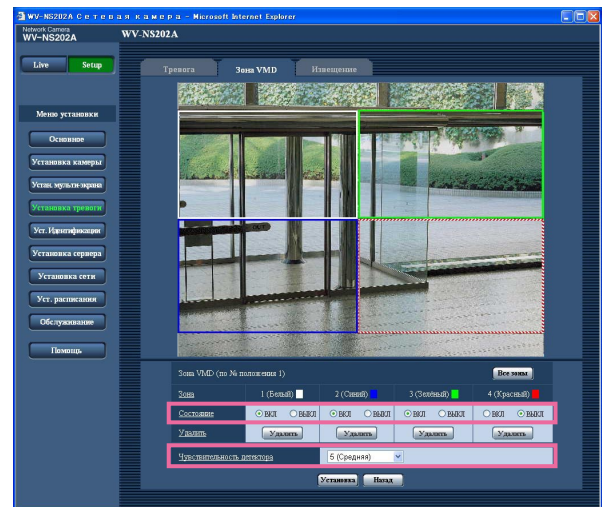 WV-NS202A Сетевая камера - Microsoft Internet Explorer
Network Camera
WV-NS202A
WV-NS202A
Live Setup
Тревога Зона VMD Извещение
Меню установки
Основное
Установка камеры
Устан. мульти-экрана
Установка тревоги
Уст. Идентификации
Установка сервера
Установка сети
Уст. расписания
Обслуживание
Помощь
Зона VMD (по № положения 1) Все зоны
Зона 1 (Белый) 2 (Синий) 3 (Зелёный) 4 (Красный)
Состояние ВКЛ ВЫКЛ ВКЛ ВЫКЛ ВКЛ ВЫКЛ ВКЛ ВЫКЛ
Удалить Удалить Удалить Удалить Удалить
Чувствительность детектора 5 (Средняя)
Установка Назад